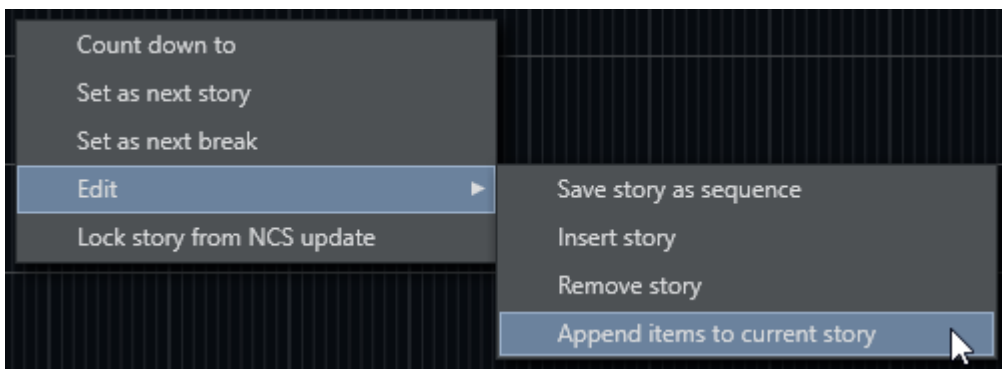 Count down to
Set as next story
Set as next break
Edit
Lock story from NCS update
Save story as sequence
Insert story
Remove story
Append items to current story